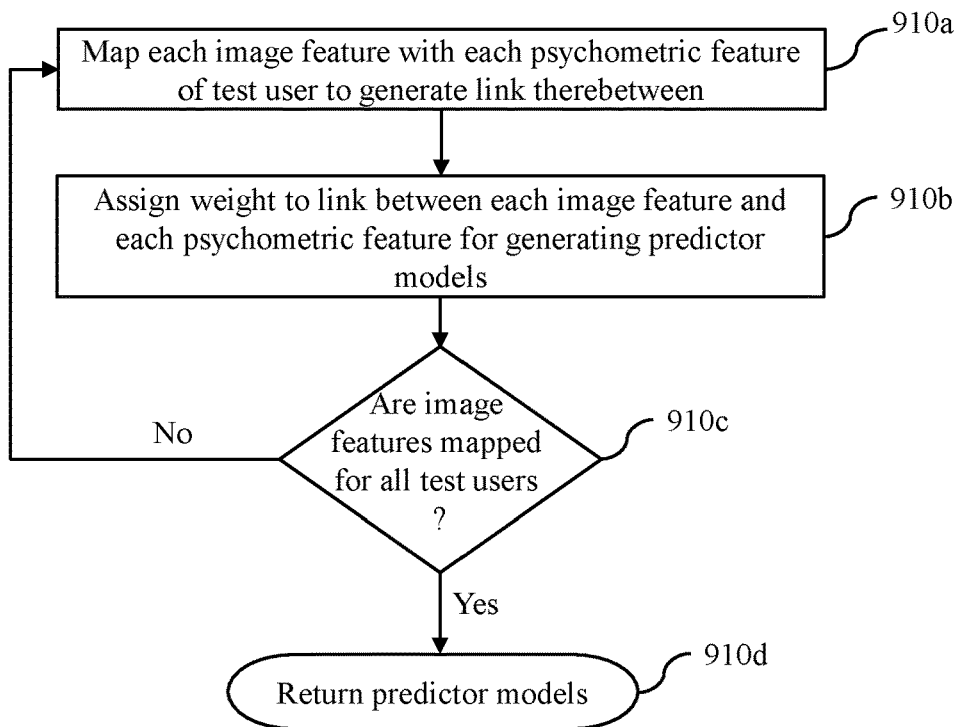 910a
Map each image feature with each psychometric feature
of test user to generate link therebetween
910b
Assign weight to link between each image feature and
each psychometric feature for generating predictor
models
910c
Are image
features mapped
for all test users
?
No
Yes
910d
Return predictor models